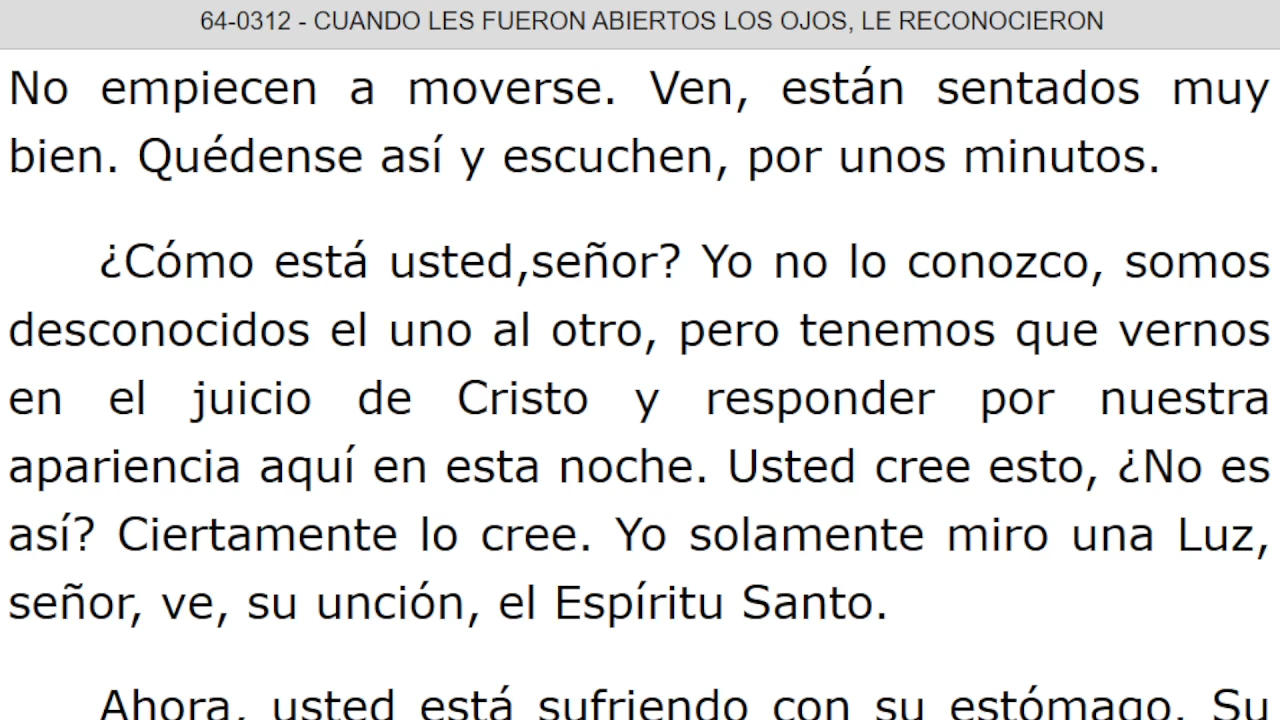 64-0312 - CUANDO LES FUERON ABIERTOS LOS OJOS, LE RECONOCIERON
No empiecen a moverse. Ven, están sentados muy
bien. Quédense así y escuchen, por unos minutos.
¿Cómo está usted,señor? Yo no lo conozco, somos
desconocidos el uno al otro, pero tenemos que vernos
en el juicio de Cristo y responder por nuestra
apariencia aquí en esta noche. Usted cree esto, ¿No es
así? Ciertamente lo cree. Yo solamente miro una Luz,
señor, ve, su unción, el Espíritu Santo.
Ahora, usted está sufriendo con su estómago. Su